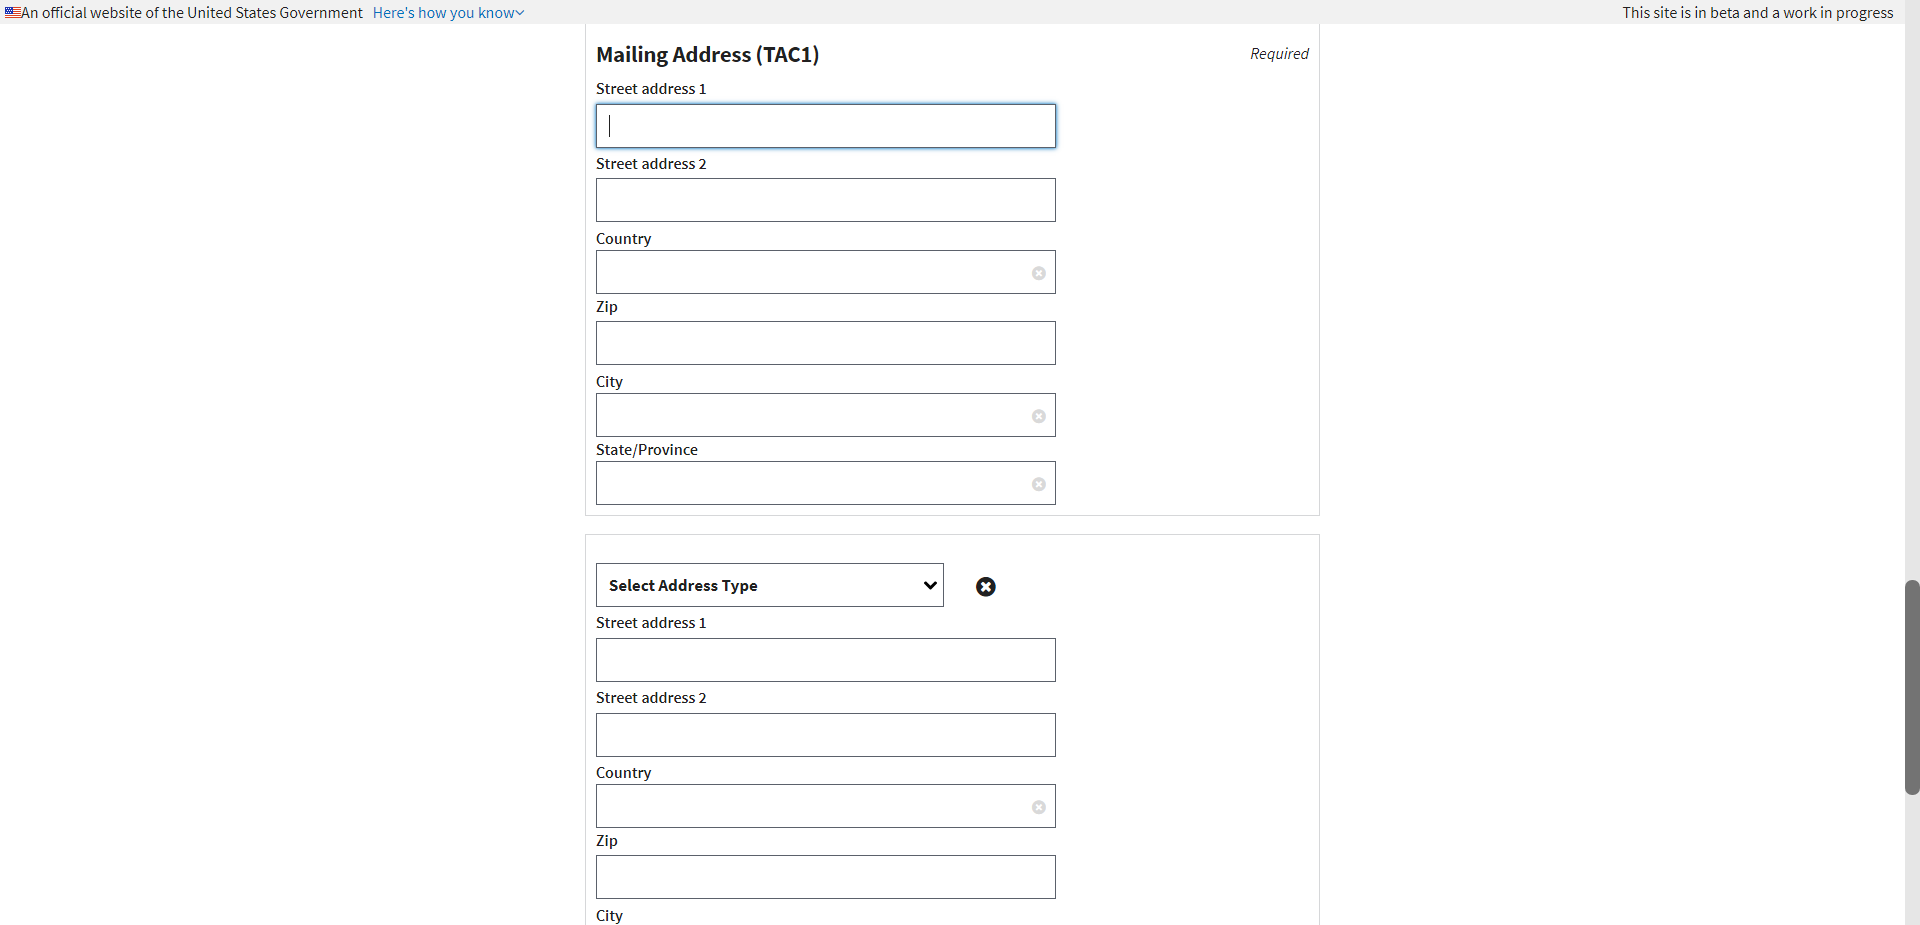 An official website of the United States Government Here's how you know
This site is in beta and a work in progress
Mailing Address (TAC1)
Required
Street address 1
Street address 2
Country
Zip
City
State/Province
Select Address Type
Street address 1
Street address 2
Country
Zip
City